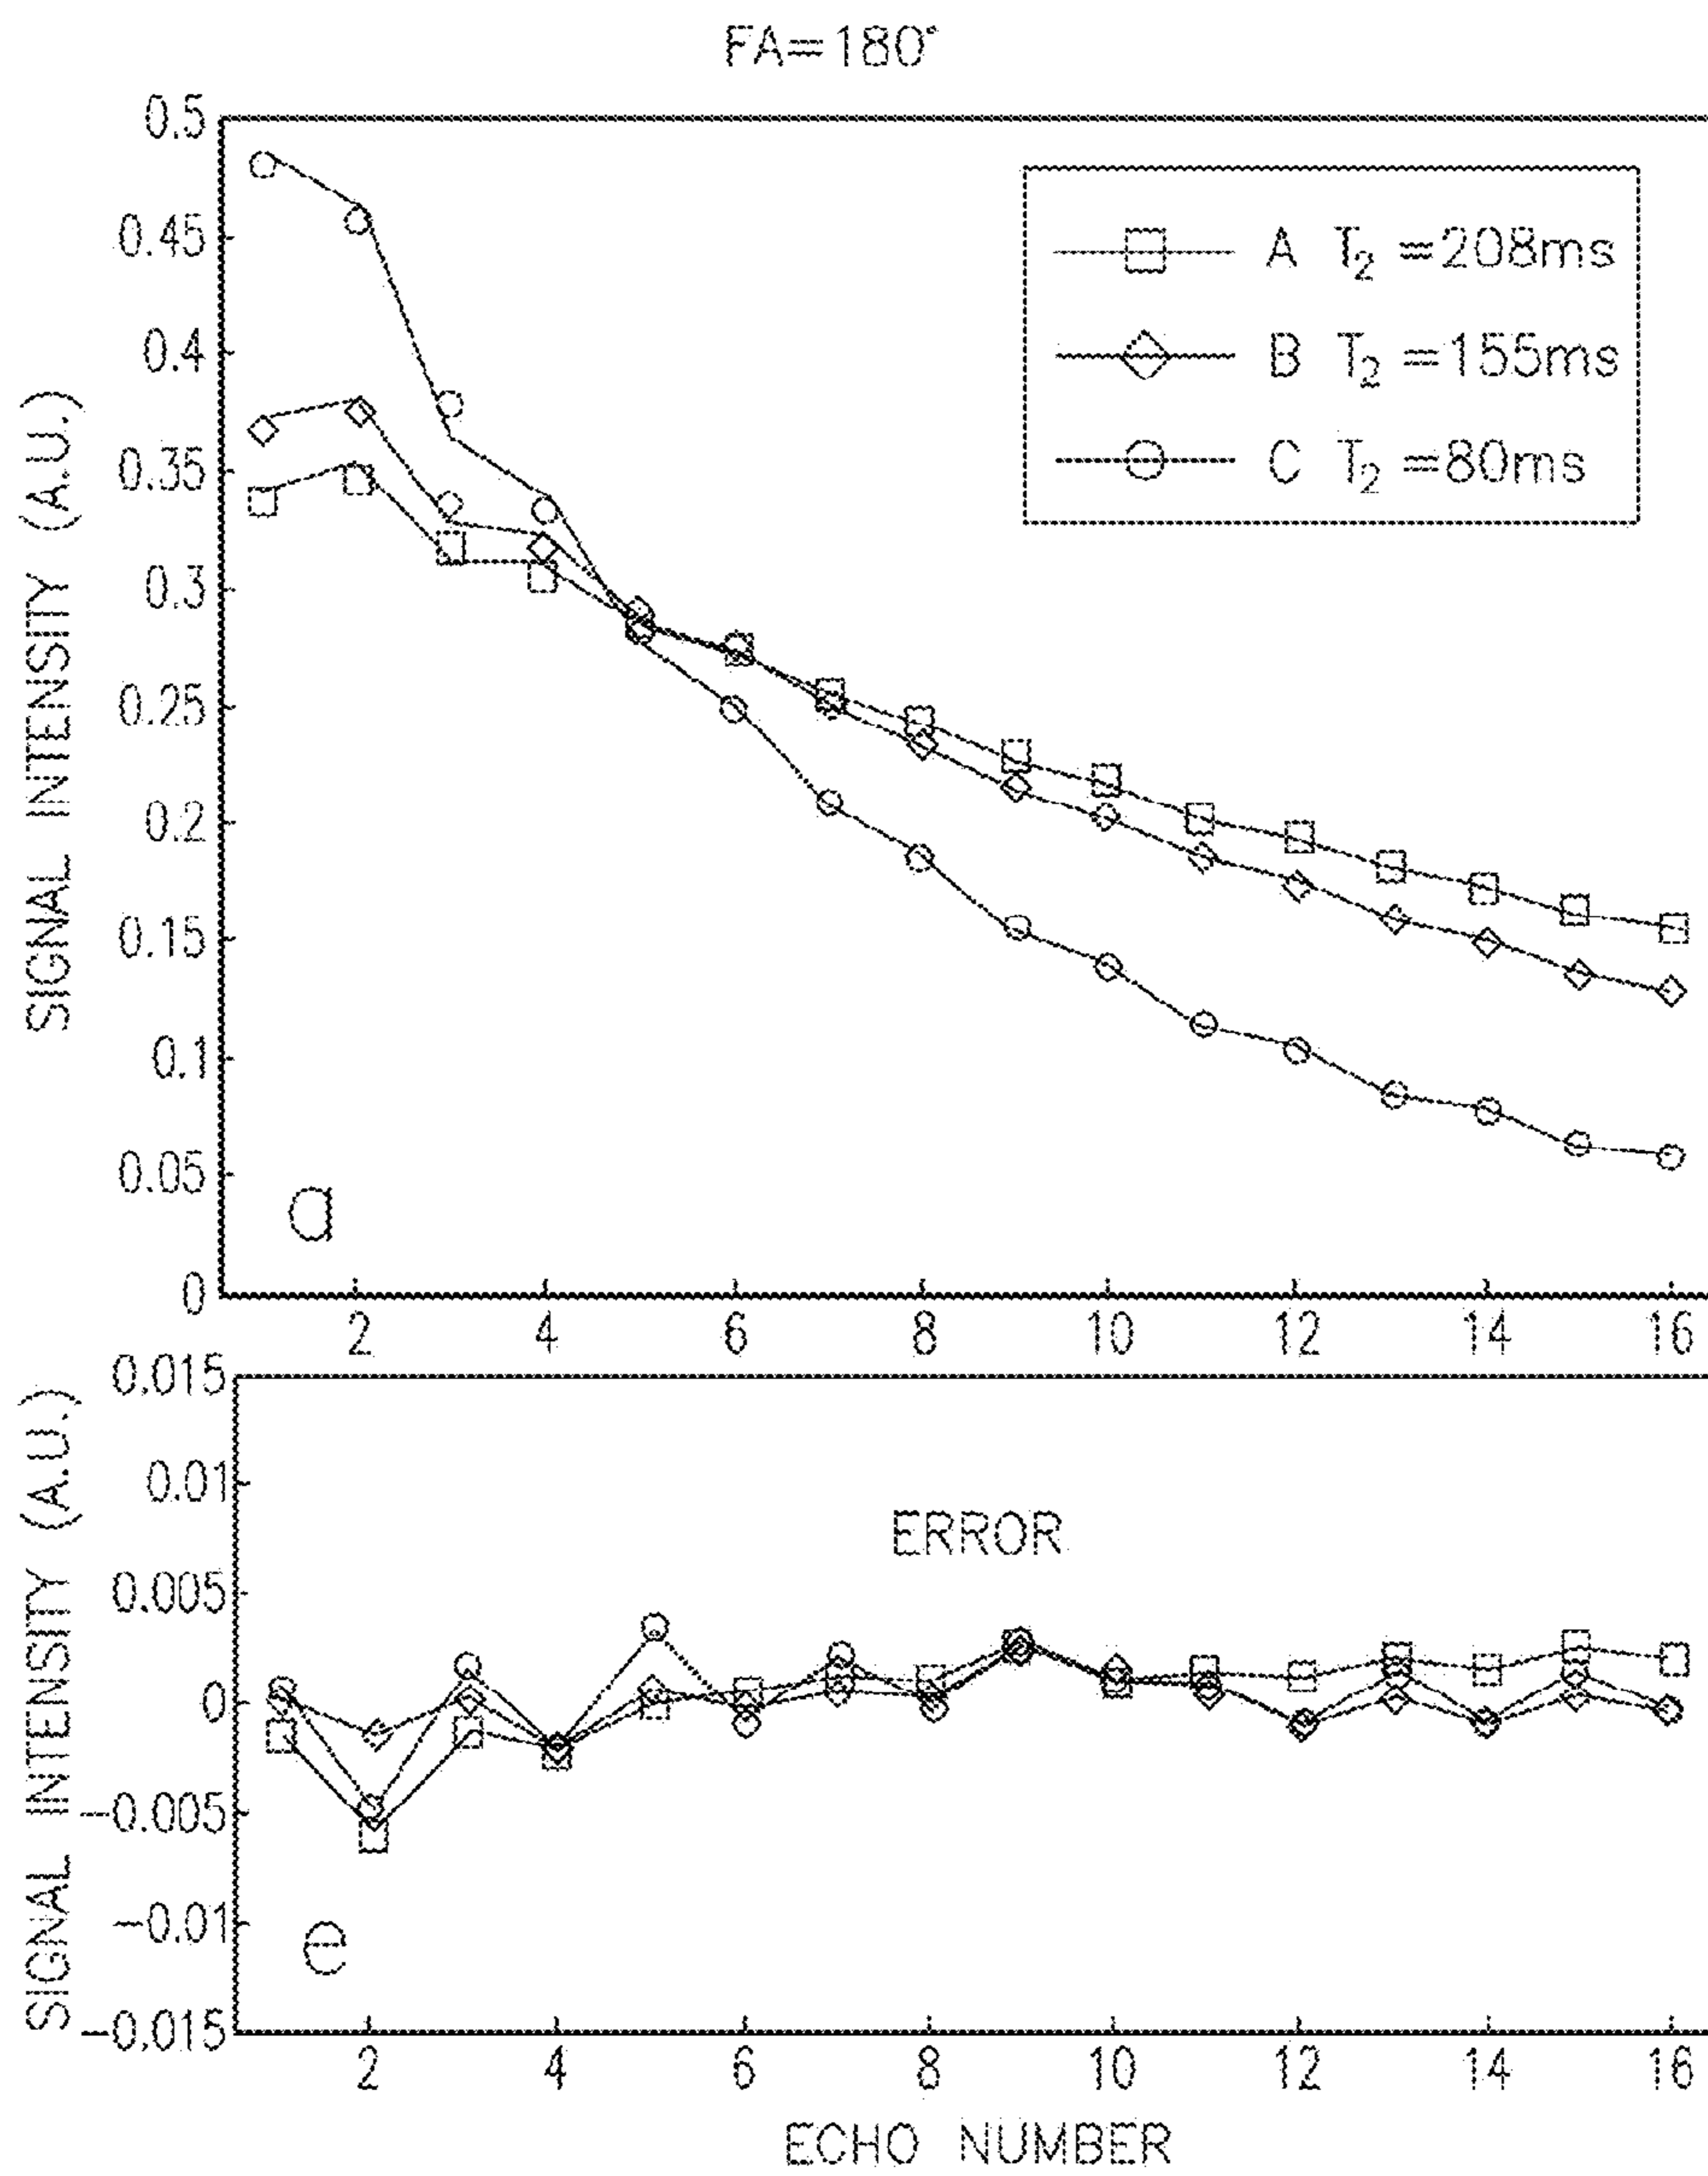 FA=180°
SIGNAL INTENSITY (A.U.)
0.5
0.45
0.4
0.35
0.3
0.25
0.2
0.15
0.1
0.05
0
A T₂ =208ms
B T₂ =155ms
C T₂ =80ms
a
2 4 6 8 10 12 14 16
SIGNAL INTENSITY (A.U.)
0.015
0.01
0.005
0
-0.005
-0.01
-0.015
ERROR
e
2 4 6 8 10 12 14 16
ECHO NUMBER